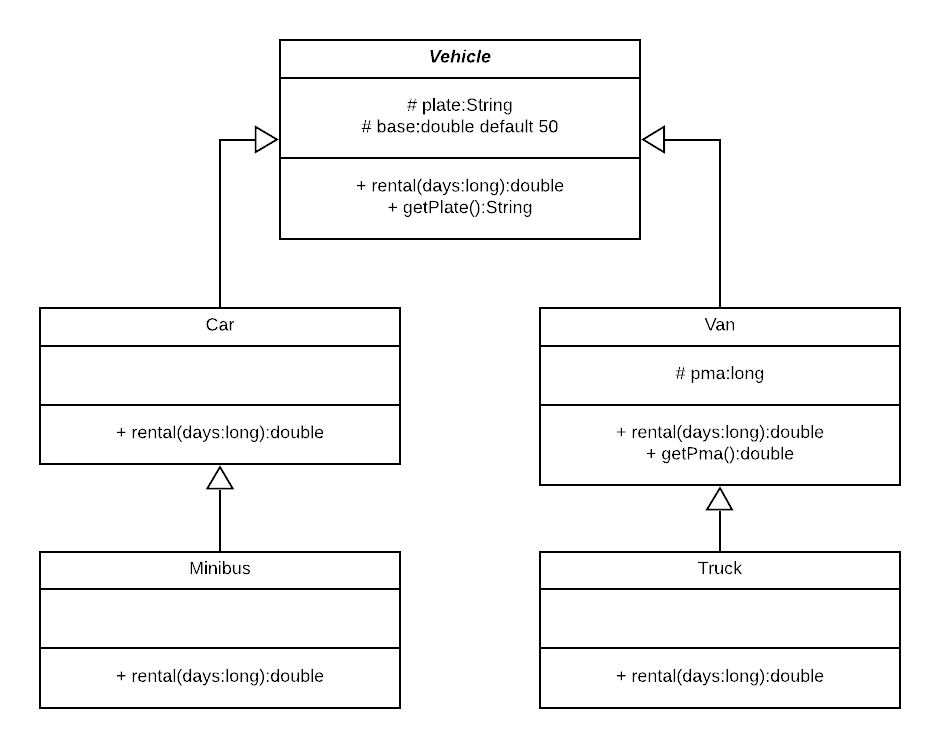 Vehicle
# plate:String
# base:double default 50
+ rental(days:long):double
+ getPlate():String
Car
+ rental(days:long):double
Van
# pma:long
+ rental(days:long):double
+ getPma():double
Minibus
+ rental(days:long):double
Truck
+ rental(days:long):double